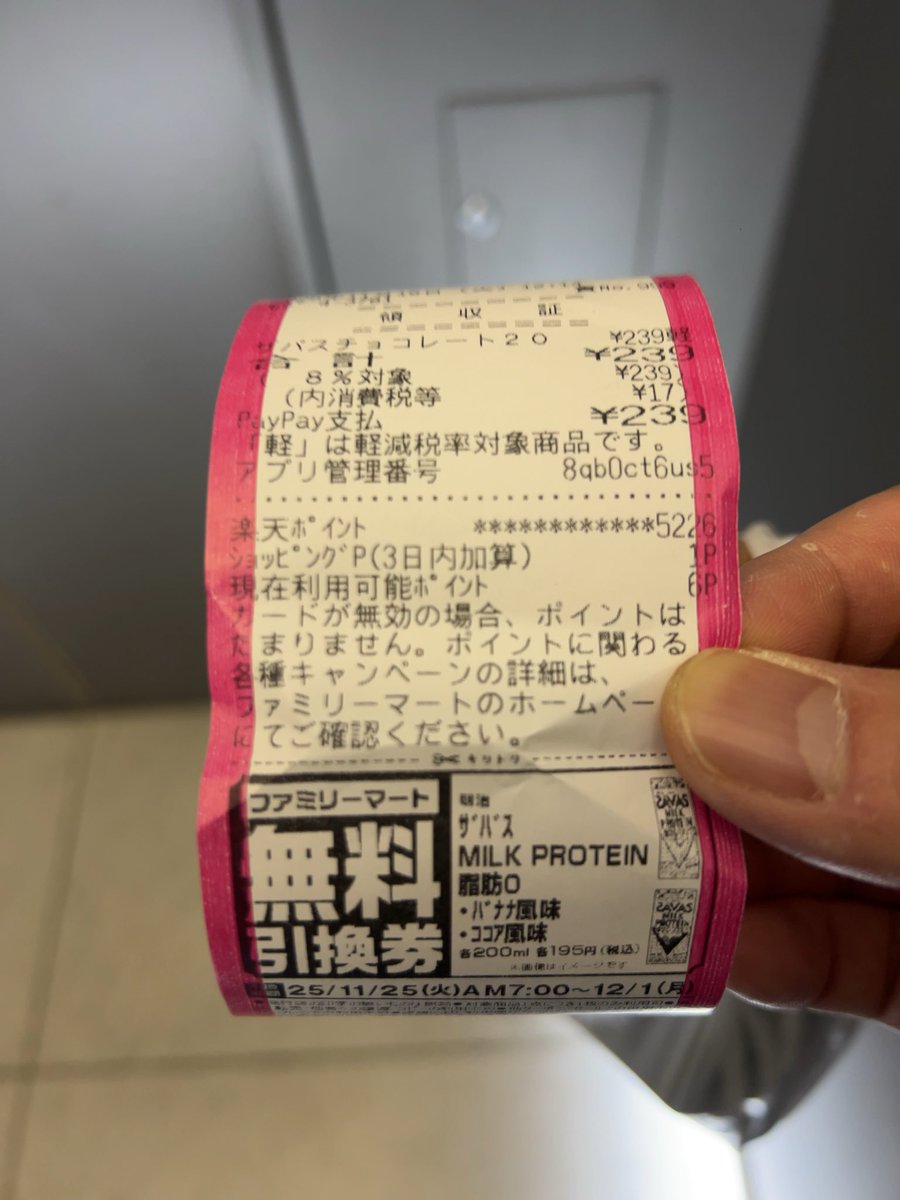 領 収 証
ザバスチョコレート20 ¥239軽
合 計 ¥239
( 8%対象 ¥239)
(内消費税等 ¥17)
PayPay支払 ¥239
「軽」は軽減税率対象商品です。
アプリ管理番号 8qb0ct6us5
楽天ポイント ************5226
ショッピングP(3日内加算) 1P
現在利用可能ポイント 6P
カードが無効の場合、ポイントは
たまりません。ポイントに関わる
各種キャンペーンの詳細は、
ファミリーマートのホームペー
にてご確認ください。
キリトリ
ファミリーマート
無料
引換券
明治
ザバス
MILK PROTEIN
脂肪0
・バナナ風味
・ココア風味
各200ml 各195円(税込)
※画像はイメージです
SAVAS
MILK
PROTEIN
SAVAS
MILK
PROTEIN
25/11/25(火)AM7:00~12/1(月)